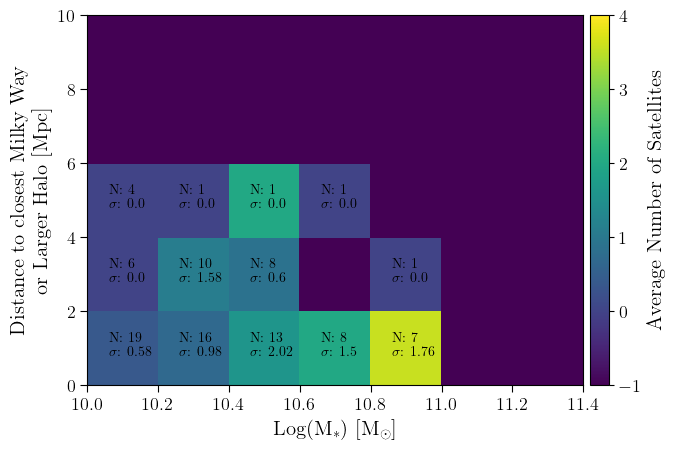 10
8
6
4
2
0
Distance to closest Milky Way
or Larger Halo [Mpc]
N: 4
σ: 0.0
N: 1
σ: 0.0
N: 1
σ: 0.0
N: 1
σ: 0.0
N: 6
σ: 0.0
N: 10
σ: 1.58
N: 8
σ: 0.6
N: 1
σ: 0.0
N: 19
σ: 0.58
N: 16
σ: 0.98
N: 13
σ: 2.02
N: 8
σ: 1.5
N: 7
σ: 1.76
10.0 10.2 10.4 10.6 10.8 11.0 11.2 11.4
Log(M*) [M☉]
4
3
2
1
0
−1
Average Number of Satellites